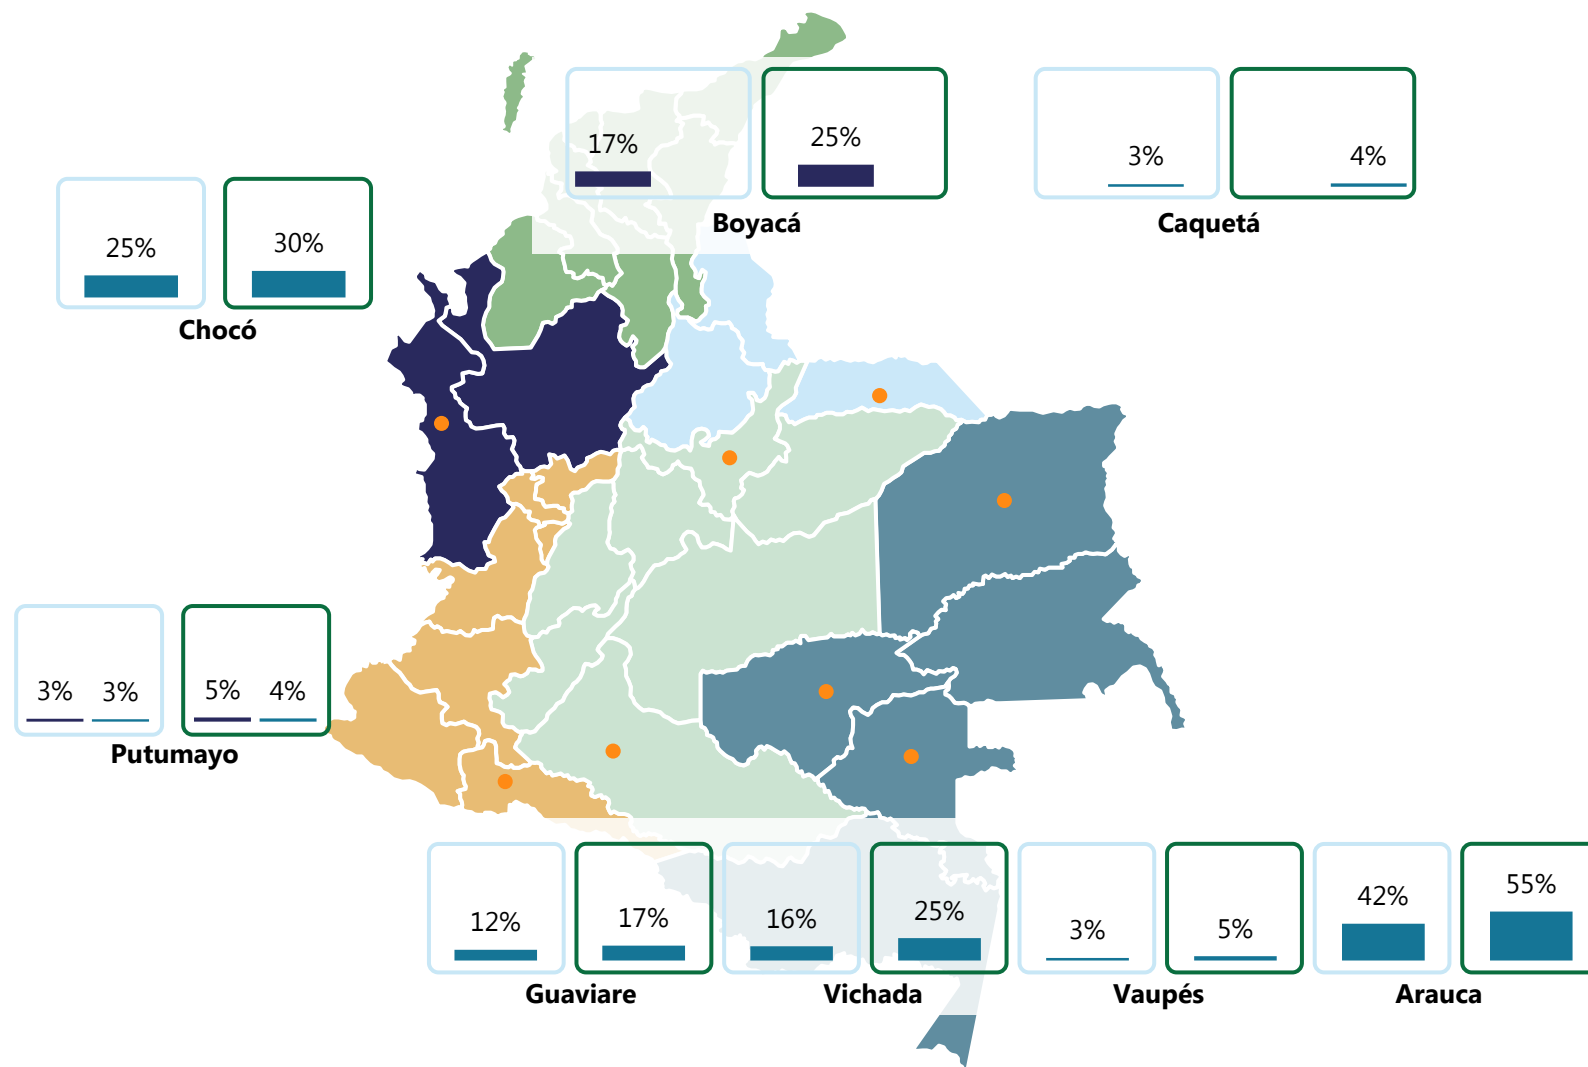 17%
25%
Boyacá
3%
4%
Caquetá
25%
30%
Chocó
3% 3%
5% 4%
Putumayo
12%
17%
Guaviare
16%
25%
Vichada
3%
5%
Vaupés
42%
55%
Arauca